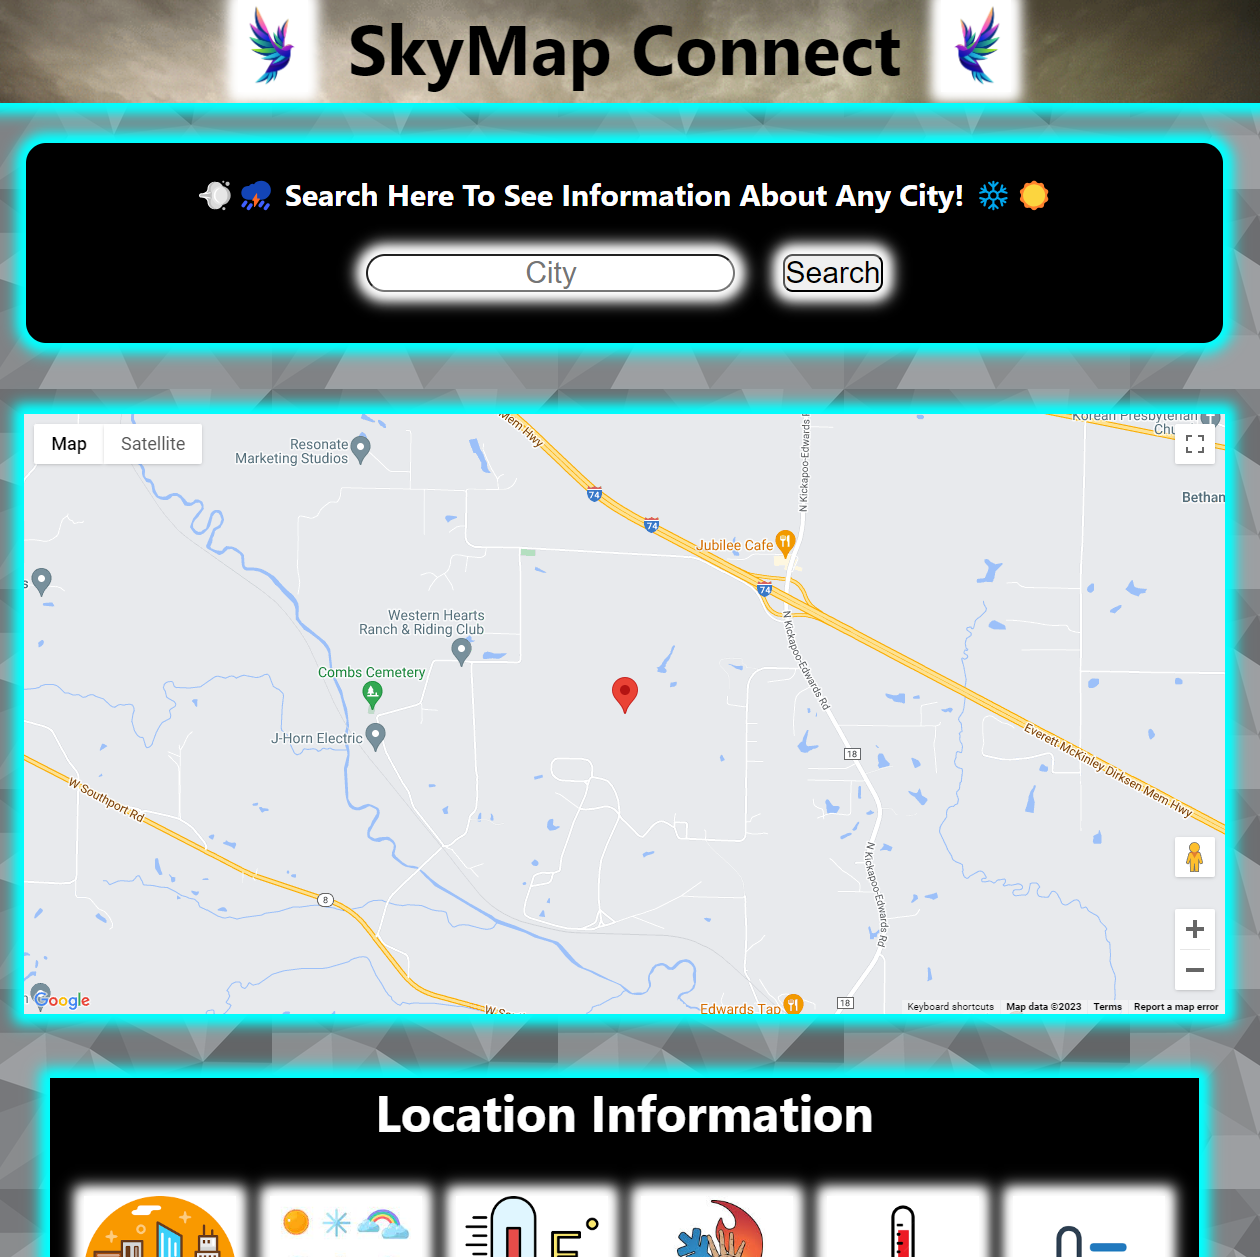 SkyMap Connect
Search Here To See Information About Any City!
City
Search
Map
Satellite
Resonate
Marketing Studios
Mem Hwy
N Kickapoo-Edwards
Korean Presbyterian
Bethan
74
74
Jubilee Cafe
74
s
Western Hearts
Ranch & Riding Club
N Kickapoo-Edwards Rd
Combs Cemetery
J-Horn Electric
18
Everett McKinley Dirksen Mem Hwy
W Southport Rd
N Kickapoo-Edwards Rd
8
Google
W So
Edwards Tap
18
Keyboard shortcuts
Map data ©2023
Terms
Report a map error
Location Information
F°